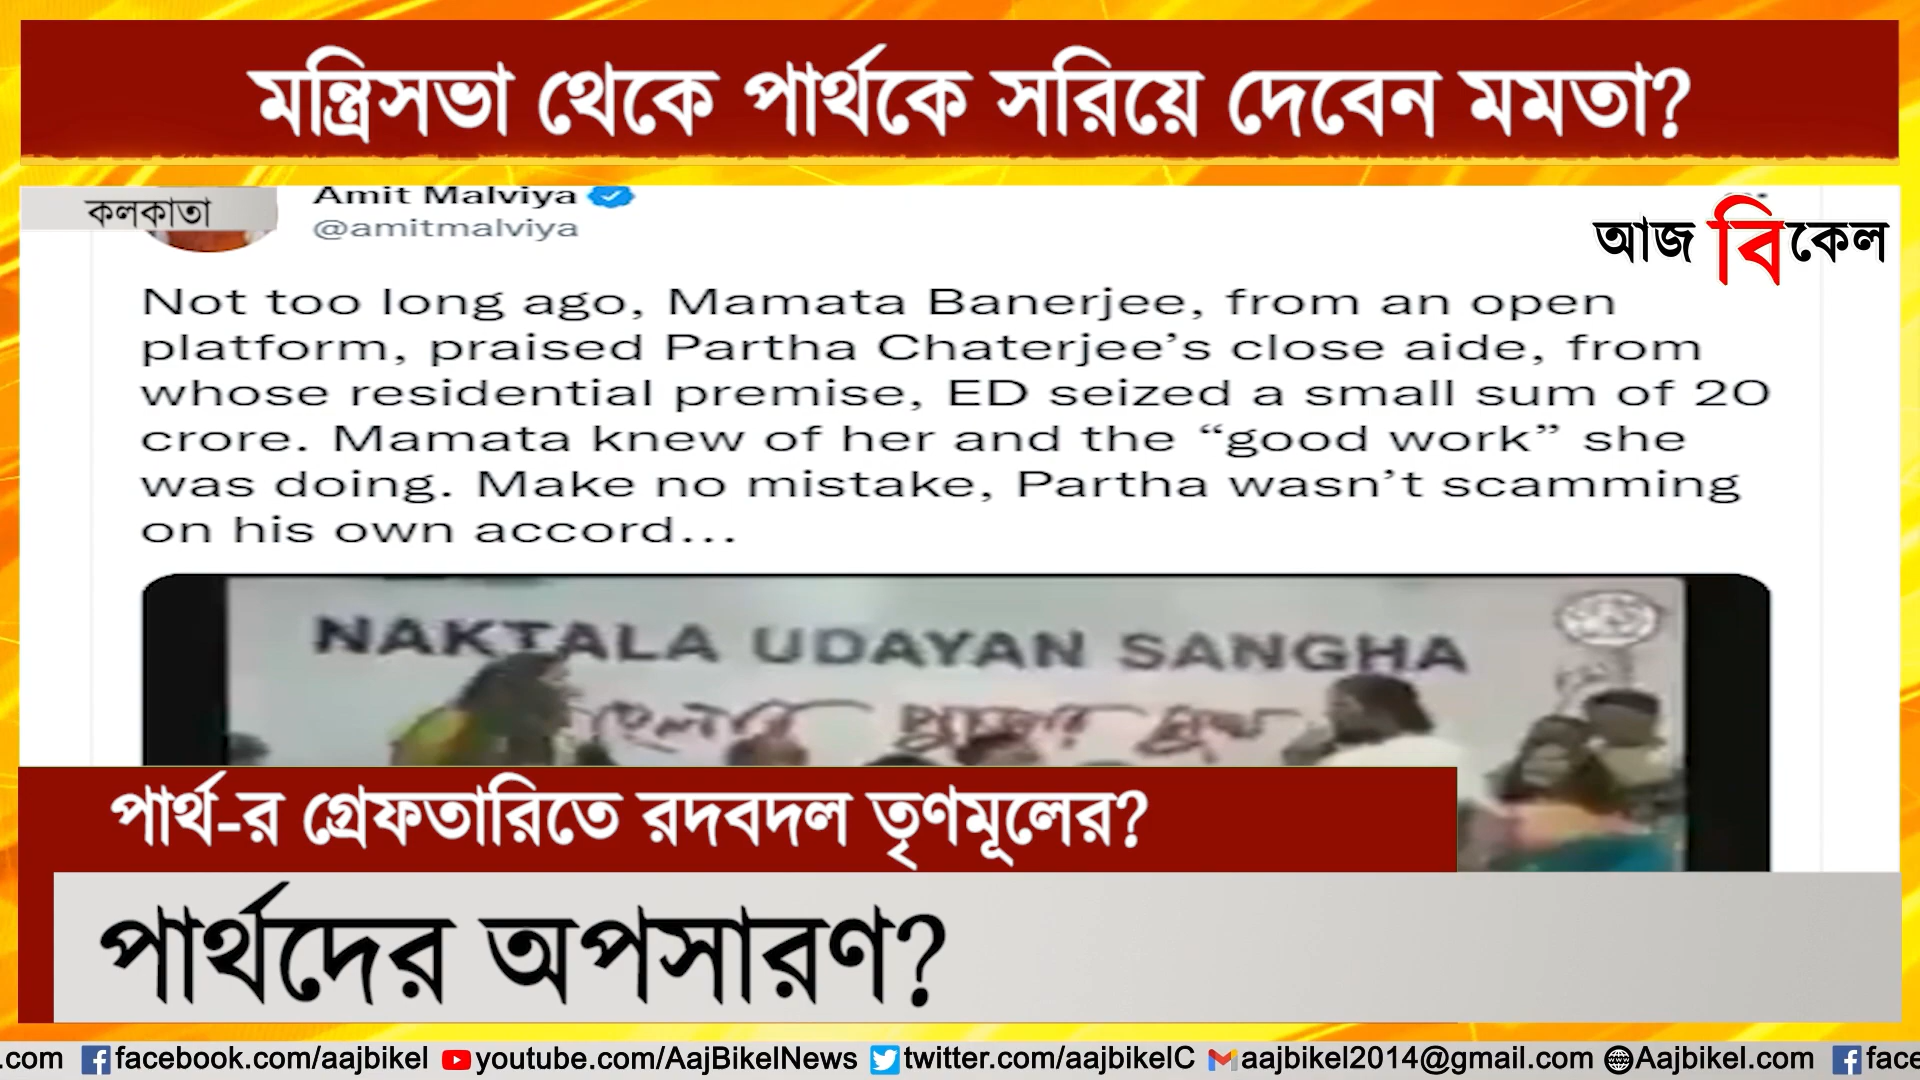 মন্ত্রিসভা থেকে পার্থকে সরিয়ে দেবেন মমতা?
কলকাতা
Amit Malviya
@amitmalviya
আজ বিকেল
Not too long ago, Mamata Banerjee, from an open
platform, praised Partha Chaterjee’s close aide, from
whose residential premise, ED seized a small sum of 20
crore. Mamata knew of her and the “good work” she
was doing. Make no mistake, Partha wasn’t scamming
on his own accord...
NAKTALA UDAYAN SANGHA
পার্থ-র গ্রেফতারিতে রদবদল তৃণমূলের?
পার্থদের অপসারণ?
.com facebook.com/aajbikel youtube.com/AajBikelNews twitter.com/aajbikelC aajbikel2014@gmail.com Aajbikel.com face